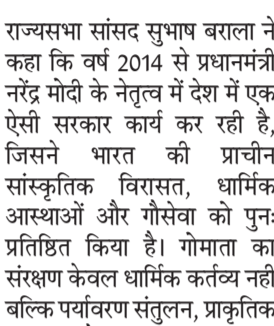 राज्यसभा सांसद सुभाष बराला ने
कहा कि वर्ष 2014 से प्रधानमंत्री
नरेंद्र मोदी के नेतृत्व में देश में एक
ऐसी सरकार कार्य कर रही है,
जिसने भारत की प्राचीन
सांस्कृतिक विरासत, धार्मिक
आस्थाओं और गौसेवा को पुनः
प्रतिष्ठित किया है। गोमाता का
संरक्षण केवल धार्मिक कर्तव्य नहीं
बल्कि पर्यावरण संतुलन, प्राकृतिक